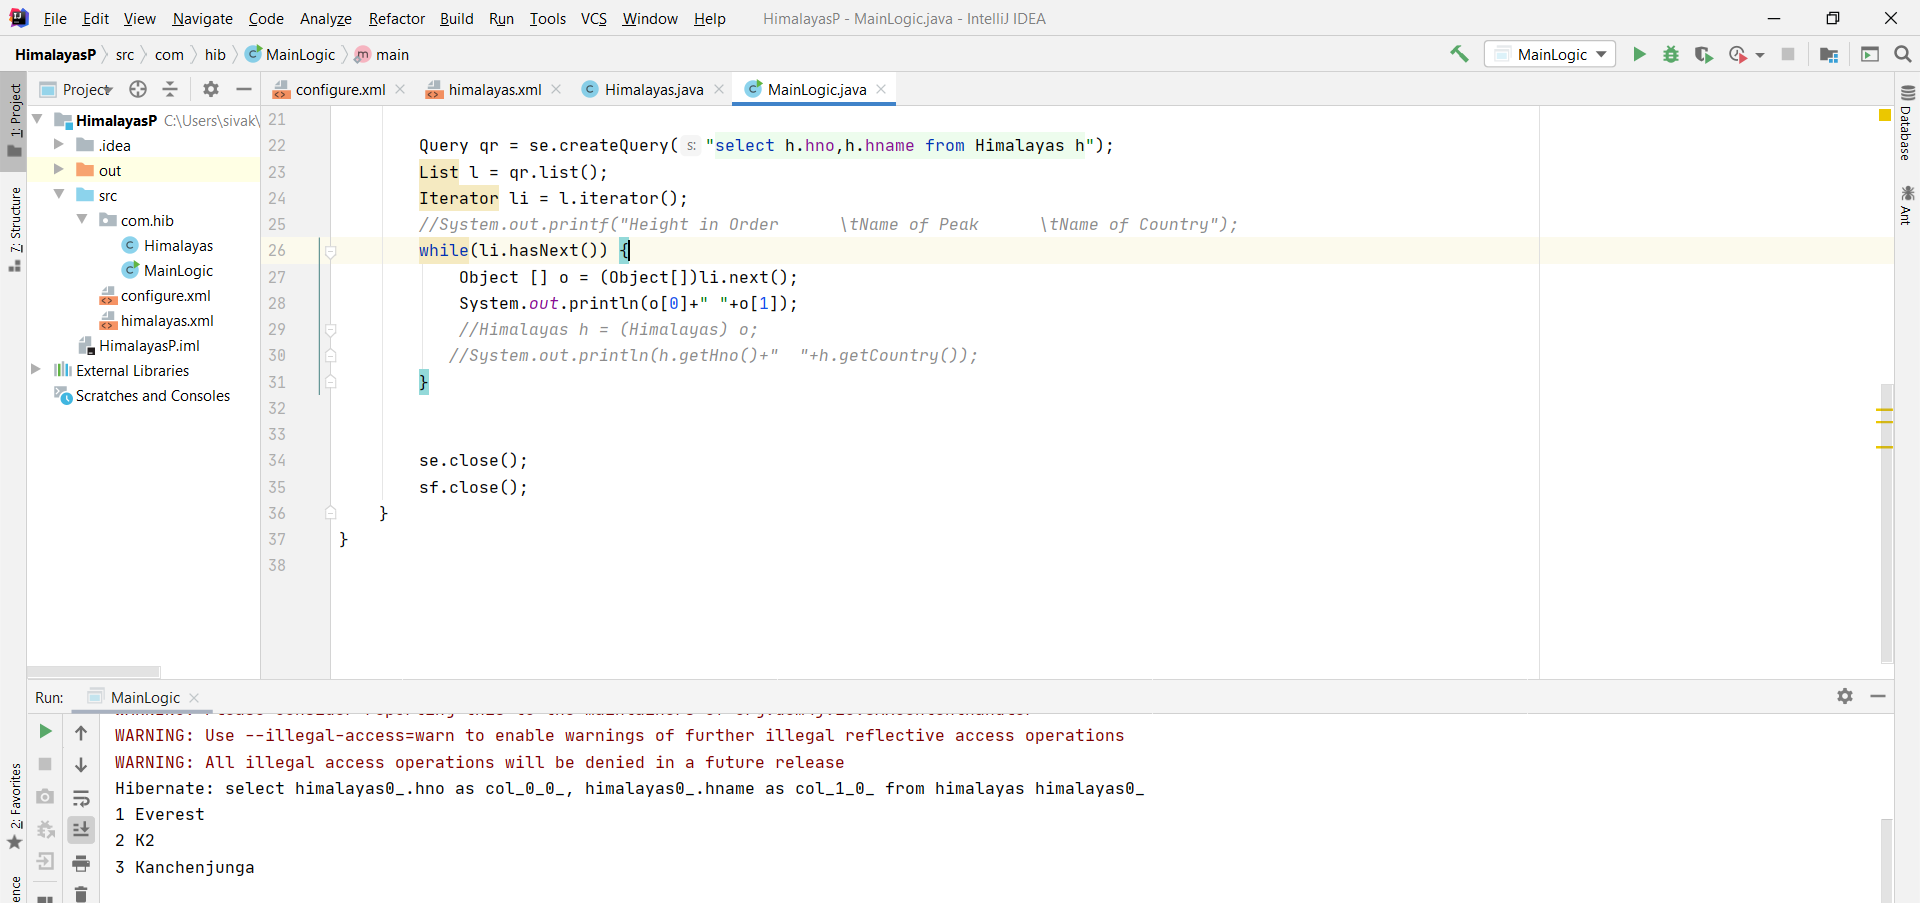 File Edit View Navigate Code Analyze Refactor Build Run Tools VCS Window Help HimalayasP - MainLogic.java - IntelliJ IDEA
HimalayasP src com hib MainLogic main MainLogic
Project configure.xml himalayas.xml Himalayas.java MainLogic.java
1: Project
7: Structure
2: Favorites
HimalayasP C:\Users\sivak\
.idea
out
src
com.hib
Himalayas
MainLogic
configure.xml
himalayas.xml
HimalayasP.iml
External Libraries
Scratches and Consoles
21
22 Query qr = se.createQuery( s: "select h.hno,h.hname from Himalayas h");
23 List l = qr.list();
24 Iterator li = l.iterator();
25 //System.out.printf("Height in Order      \tName of Peak      \tName of Country");
26 while(li.hasNext()) {
27 Object [] o = (Object[])li.next();
28 System.out.println(o[0]+" "+o[1]);
29 //Himalayas h = (Himalayas) o;
30 //System.out.println(h.getHno()+"  "+h.getCountry());
31 }
32
33
34 se.close();
35 sf.close();
36 }
37 }
38
Database
Ant
Run: MainLogic
WARNING: Use --illegal-access=warn to enable warnings of further illegal reflective access operations
WARNING: All illegal access operations will be denied in a future release
Hibernate: select himalayas0_.hno as col_0_0_, himalayas0_.hname as col_1_0_ from himalayas himalayas0_
1 Everest
2 K2
3 Kanchenjunga